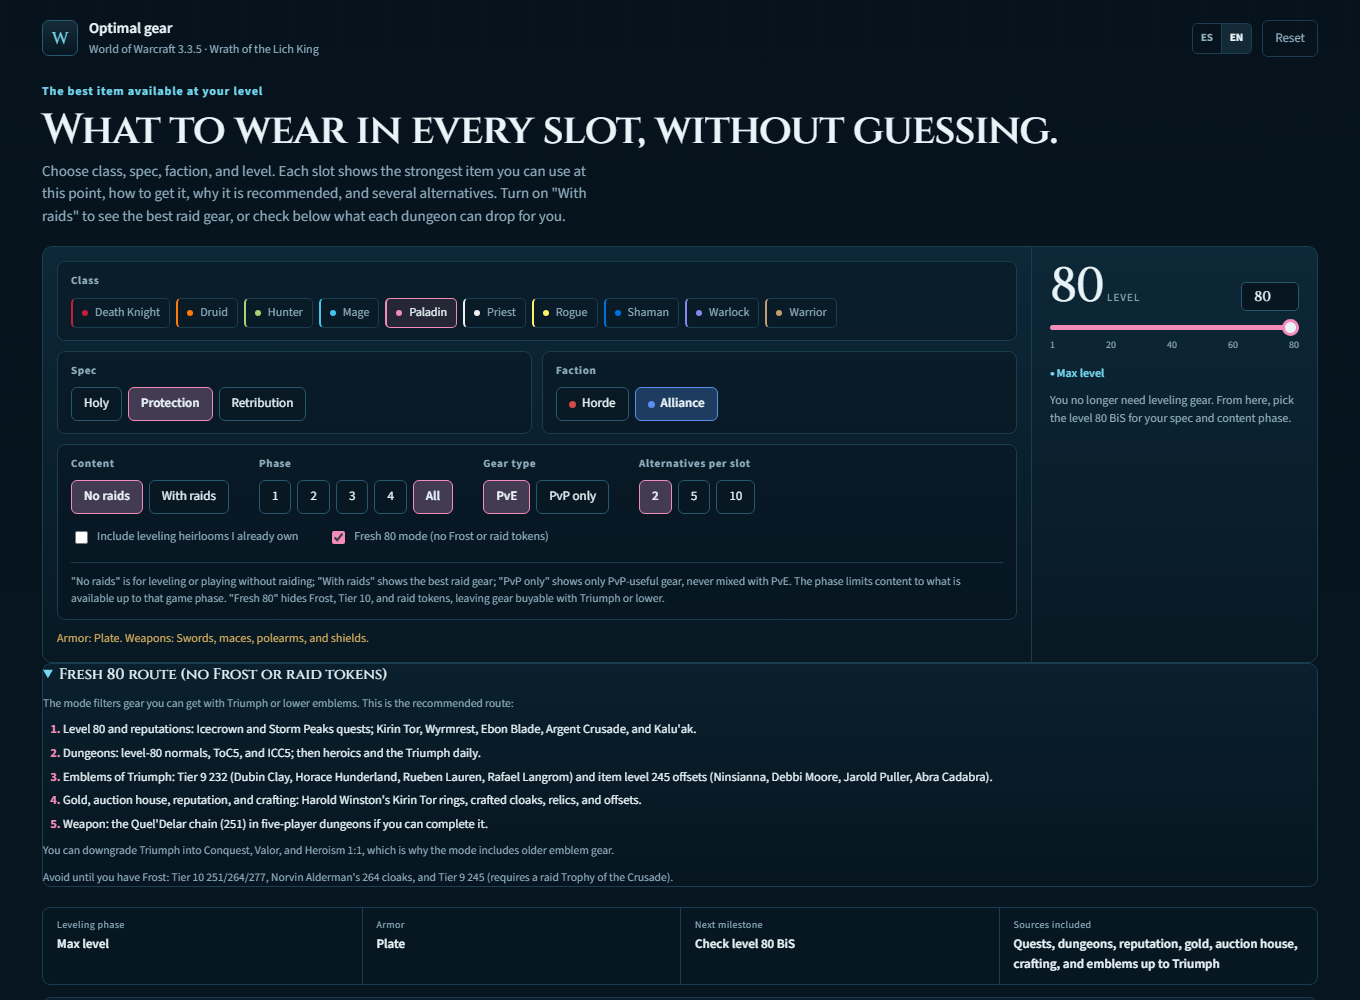 W
Optimal gear
World of Warcraft 3.3.5 · Wrath of the Lich King
ES
EN
Reset
The best item available at your level
What to wear in every slot, without guessing.
Choose class, spec, faction, and level. Each slot shows the strongest item you can use at
this point, how to get it, why it is recommended, and several alternatives. Turn on "With
raids" to see the best raid gear, or check below what each dungeon can drop for you.
Class
Death Knight
Druid
Hunter
Mage
Paladin
Priest
Rogue
Shaman
Warlock
Warrior
Spec
Holy
Protection
Retribution
Faction
Horde
Alliance
Content
No raids
With raids
Phase
1
2
3
4
All
Gear type
PvE
PvP only
Alternatives per slot
2
5
10
Include leveling heirlooms I already own
Fresh 80 mode (no Frost or raid tokens)
"No raids" is for leveling or playing without raiding; "With raids" shows the best raid gear; "PvP only" shows only PvP-useful gear, never mixed with PvE. The phase limits content to what is
available up to that game phase. "Fresh 80" hides Frost, Tier 10, and raid tokens, leaving gear buyable with Triumph or lower.
Armor: Plate. Weapons: Swords, maces, polearms, and shields.
80 LEVEL
80
1
20
40
60
80
• Max level
You no longer need leveling gear. From here, pick
the level 80 BiS for your spec and content phase.
Fresh 80 route (no Frost or raid tokens)
The mode filters gear you can get with Triumph or lower emblems. This is the recommended route:
1. Level 80 and reputations: Icecrown and Storm Peaks quests; Kirin Tor, Wyrmrest, Ebon Blade, Argent Crusade, and Kalu'ak.
2. Dungeons: level-80 normals, ToC5, and ICC5; then heroics and the Triumph daily.
3. Emblems of Triumph: Tier 9 232 (Dubin Clay, Horace Hunderland, Rueben Lauren, Rafael Langrom) and item level 245 offsets (Ninsianna, Debbi Moore, Jarold Puller, Abra Cadabra).
4. Gold, auction house, reputation, and crafting: Harold Winston's Kirin Tor rings, crafted cloaks, relics, and offsets.
5. Weapon: the Quel'Delar chain (251) in five-player dungeons if you can complete it.
You can downgrade Triumph into Conquest, Valor, and Heroism 1:1, which is why the mode includes older emblem gear.
Avoid until you have Frost: Tier 10 251/264/277, Norvin Alderman's 264 cloaks, and Tier 9 245 (requires a raid Trophy of the Crusade).
Leveling phase
Max level
Armor
Plate
Next milestone
Check level 80 BiS
Sources included
Quests, dungeons, reputation, gold, auction house,
crafting, and emblems up to Triumph